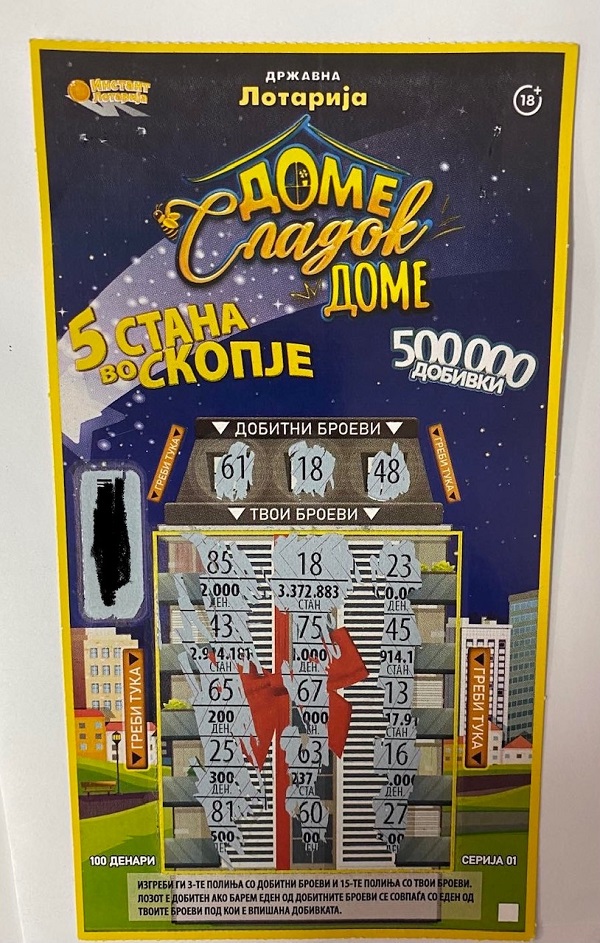 Инстант
Лотарија
ДРЖАВНА
Лотарија
18+
ДОМЕ
Сладок
ДОМЕ
5 СТАНА
ВО СКОПЈЕ
500 000
ДОБИВКИ
ДОБИТНИ БРОЕВИ
ГРЕБИ ТУКА
ГРЕБИ ТУКА
61 18 48
ТВОИ БРОЕВИ
85 18 23
2.000 3.372.883
ДЕН. СТАН ДЕН.
43 75 45
СТАН ДЕН. СТАН
65 67 13
200
ДЕН. ДЕН. СТАН
25 63 16
300
ДЕН. ДЕН.
81 60 27
500
ГРЕБИ ТУКА
ГРЕБИ ТУКА
100 ДЕНАРИ
СЕРИЈА 01
ИЗГРЕБИ ГИ 3-ТЕ ПОЛИЊА СО ДОБИТНИ БРОЕВИ И 15-ТЕ ПОЛИЊА СО ТВОИ БРОЕВИ.
ЛОЗОТ Е ДОБИТЕН АКО БАРЕМ ЕДЕН ОД ДОБИТНИТЕ БРОЕВИ СЕ СОВПАЃА СО ЕДЕН ОД
ТВОИТЕ БРОЕВИ ПОД КОИ Е ВПИШАНА ДОБИВКАТА.